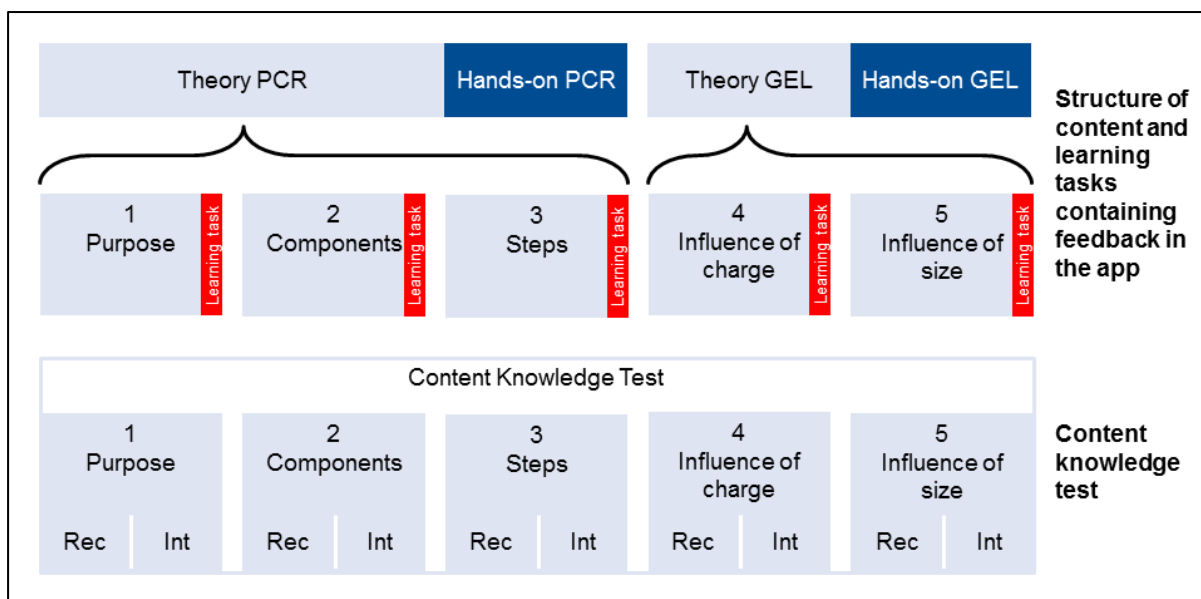 Theory PCR
Hands-on PCR
Theory GEL
Hands-on GEL
Structure of
content and
learning
tasks
containing
feedback in
the app
1
Purpose
Learning task
2
Components
Learning task
3
Steps
Learning task
4
Influence of
charge
Learning task
5
Influence of
size
Learning task
Content Knowledge Test
1
Purpose
Rec Int
2
Components
Rec Int
3
Steps
Rec Int
4
Influence of
charge
Rec Int
5
Influence of
size
Rec Int
Content
knowledge
test